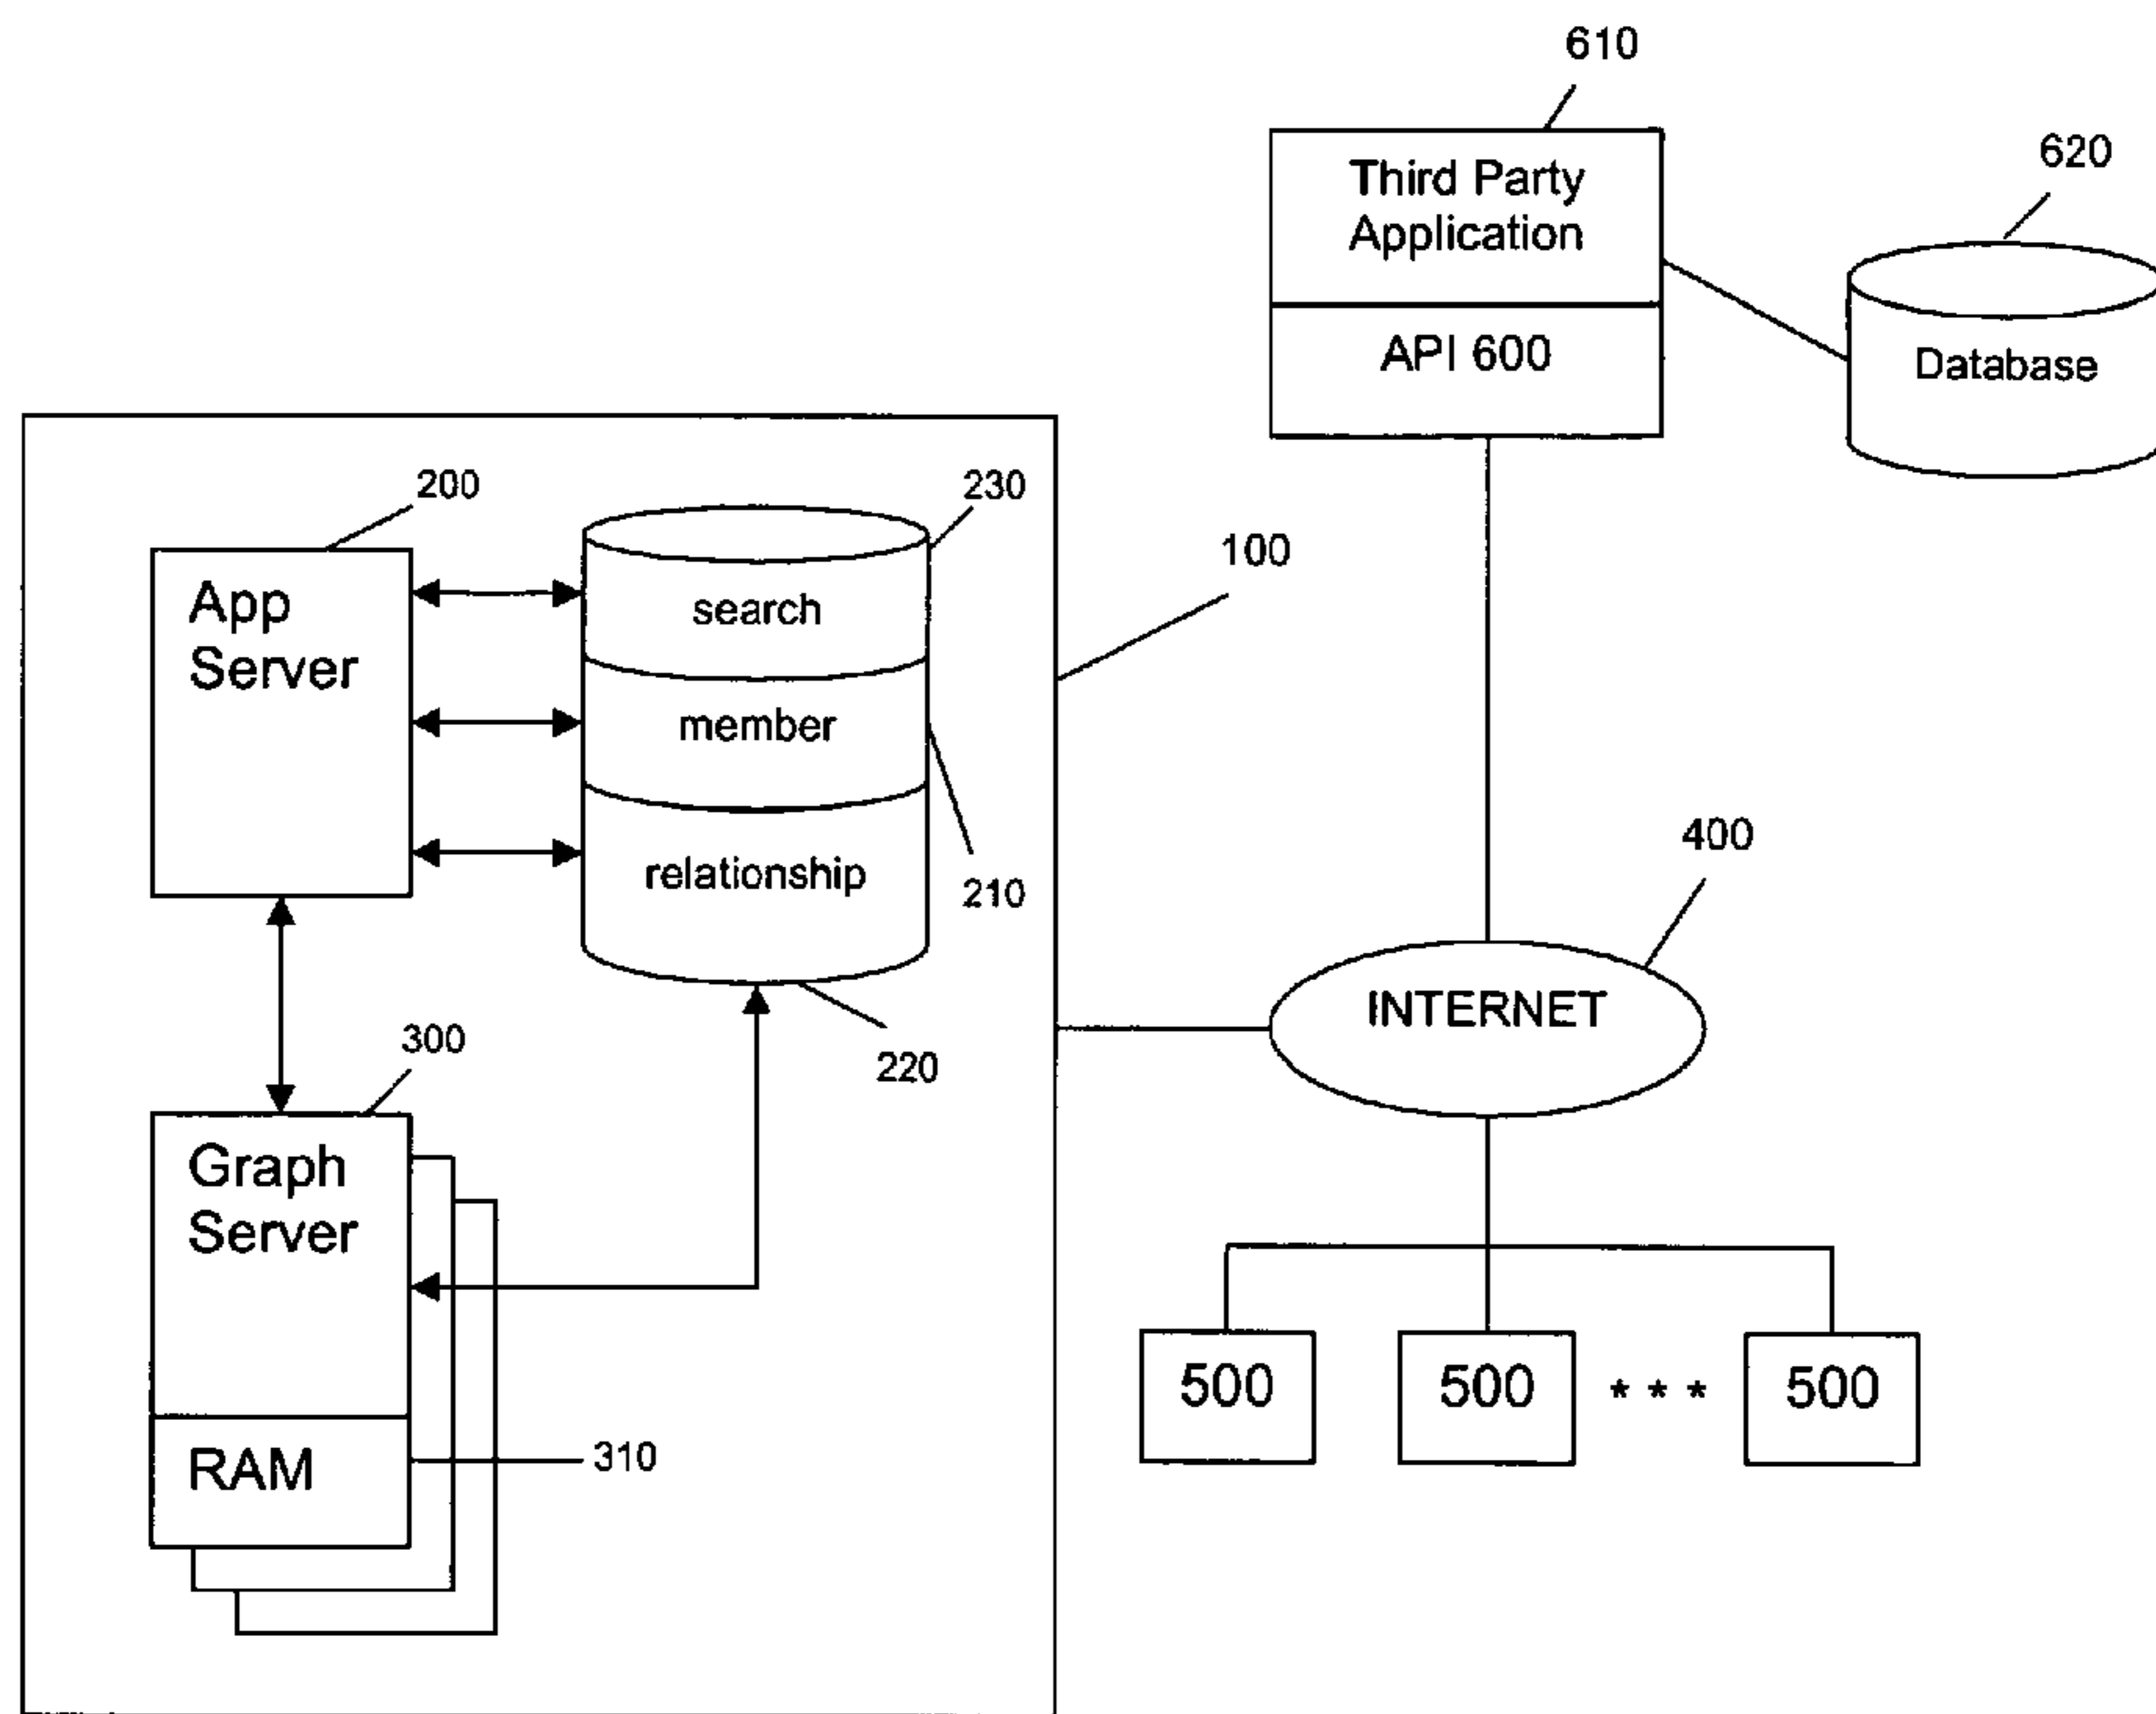 610
Third Party
Application
API 600
620
Database
100
200
App
Server
230
search
member
210
relationship
220
300
Graph
Server
RAM
310
400
INTERNET
500
500
* * *
500